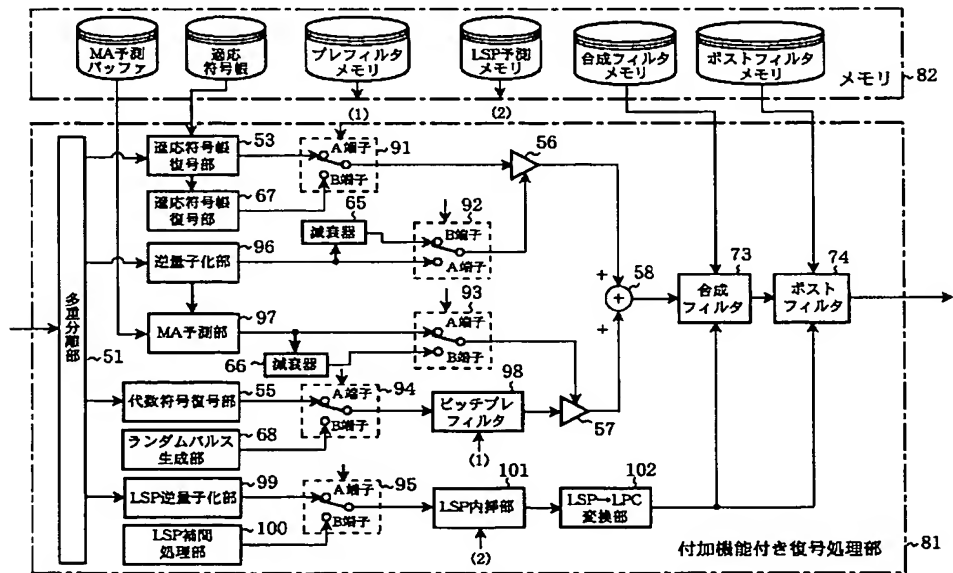 MA予測
バッファ
適応
符号帳
プレフィルタ
メモリ
LSP予測
メモリ
合成フィルタ
メモリ
ポストフィルタ
メモリ
メモリ
82
(1)
(2)
適応符号帳
復号部
53
A端子
B端子
91
56
適応符号帳
復号部
67
65
減衰器
92
B端子
A端子
逆量子化部
96
多重分離部
51
MA予測部
97
66
減衰器
93
A端子
B端子
+
+
58
+
73
合成
フィルタ
74
ポスト
フィルタ
代数符号復号部
55
A端子
B端子
94
98
ピッチプレ
フィルタ
(1)
57
ランダムパルス
生成部
68
LSP逆量子化部
99
A端子
B端子
95
101
LSP内挿部
(2)
102
LSP→LPC
変換部
LSP補間
処理部
100
付加機能付き復号処理部
81